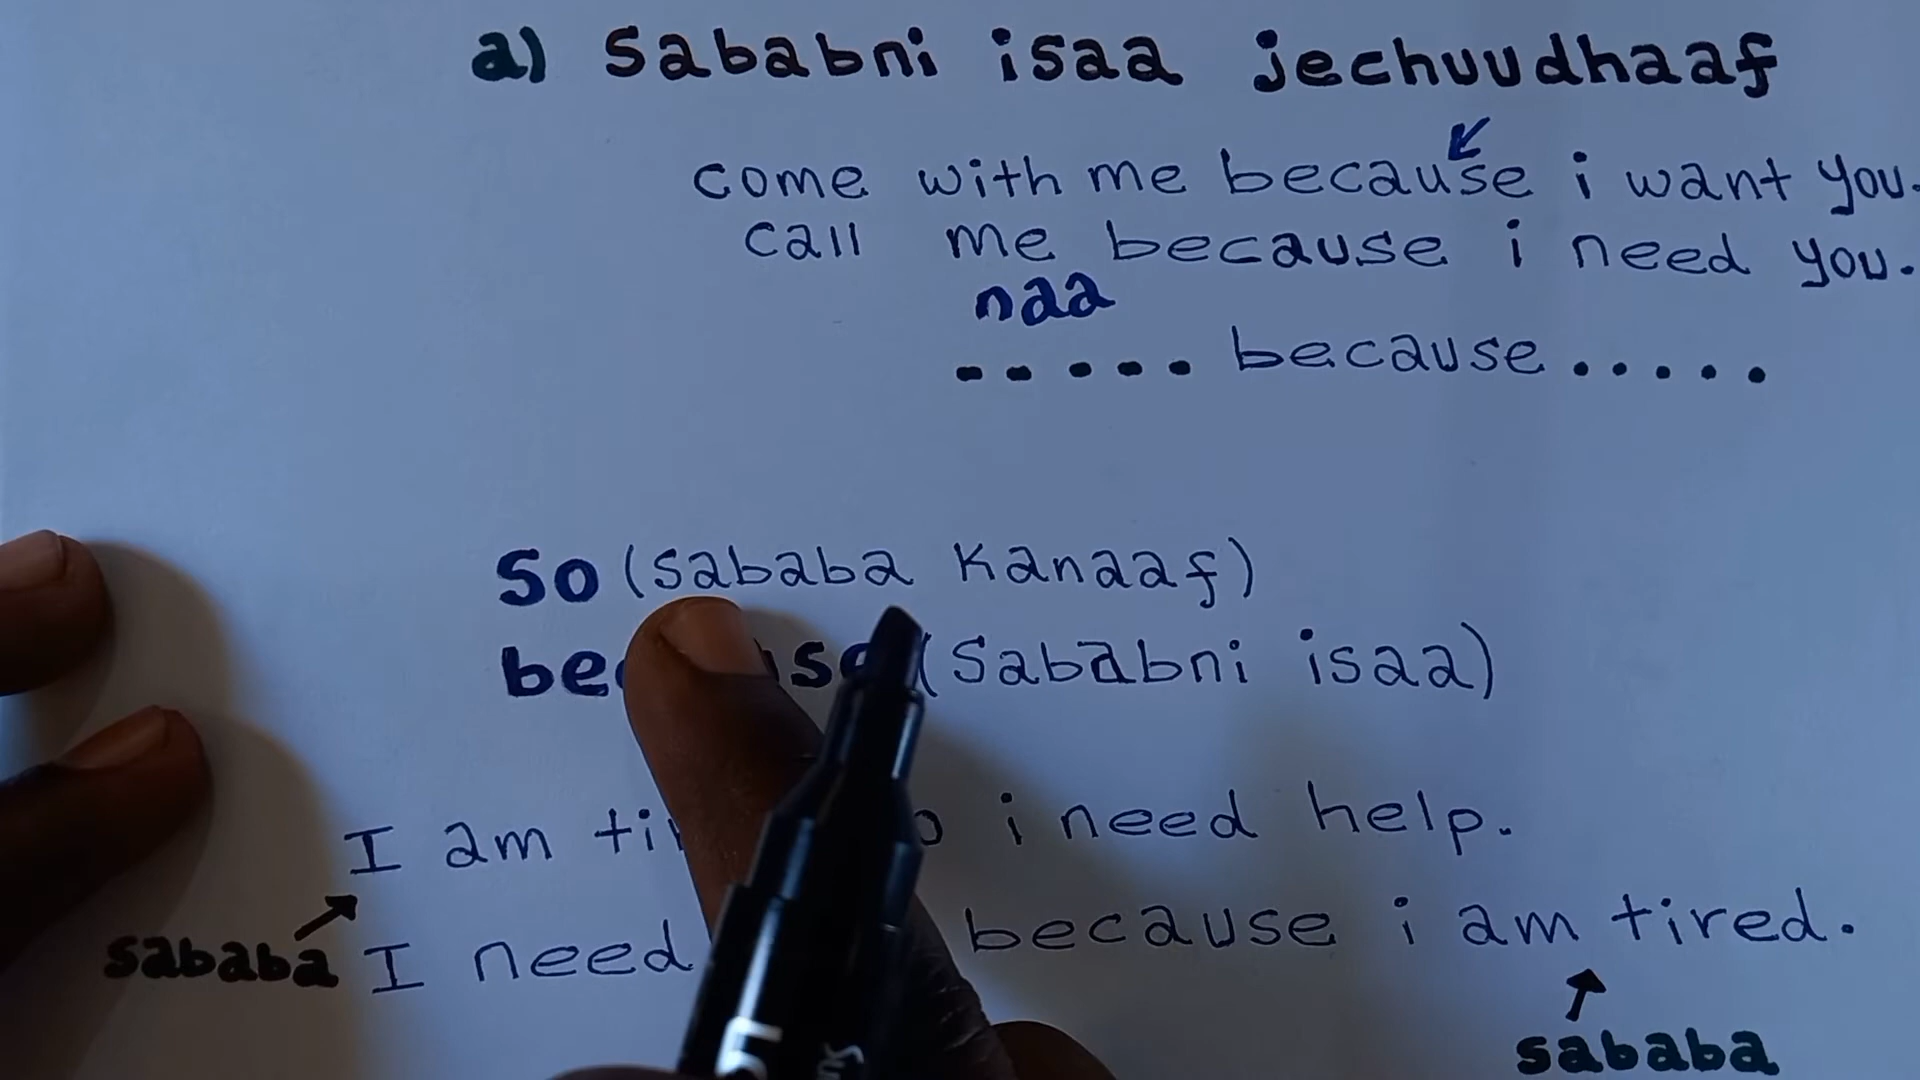 a) Sababni isaa jechuudhaaf
come with me because i want you.
call me because i need you.
naa
..... because .....
So (sababa kanaaf)
(Sababni isaa)
I am i need help.
sababa I need because i am tired.
sababa